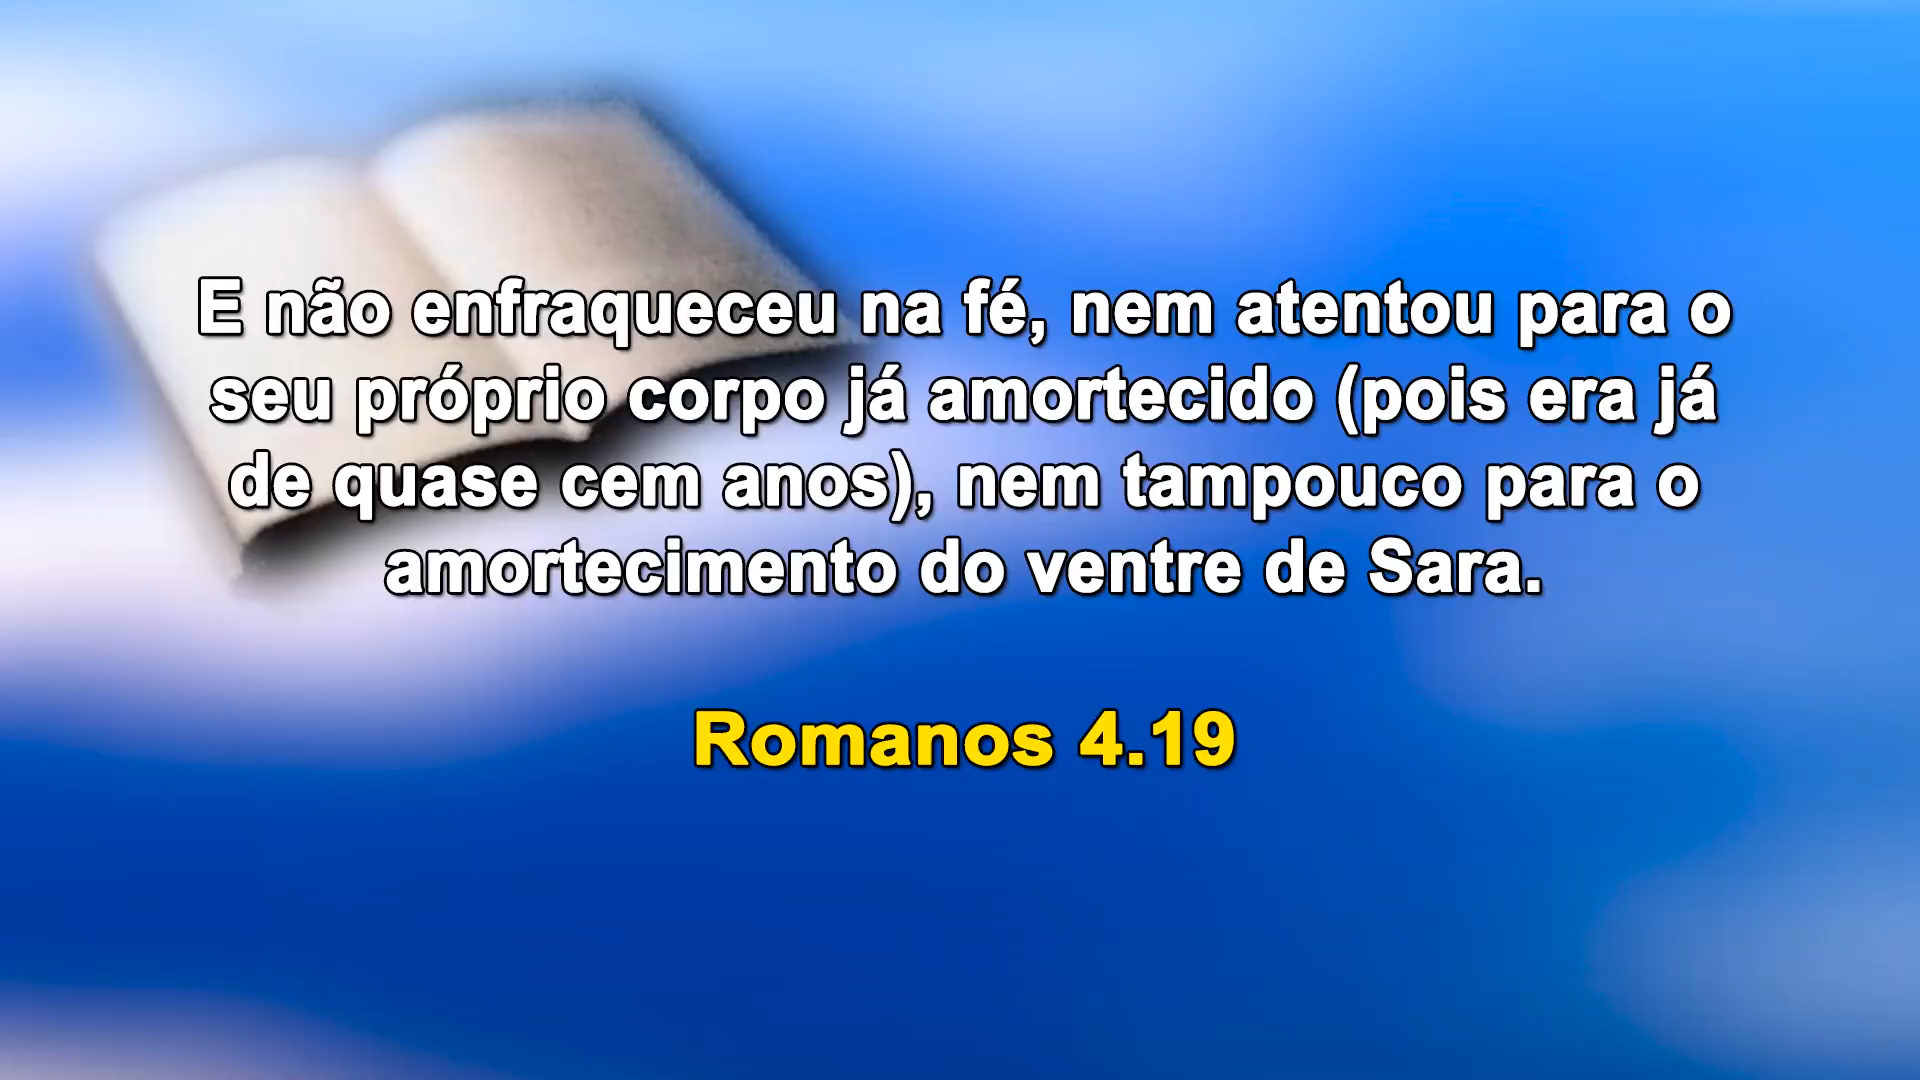 E não enfraqueceu na fé, nem atentou para o
seu próprio corpo já amortecido (pois era já
de quase cem anos), nem tampouco para o
amortecimento do ventre de Sara.
Romanos 4.19